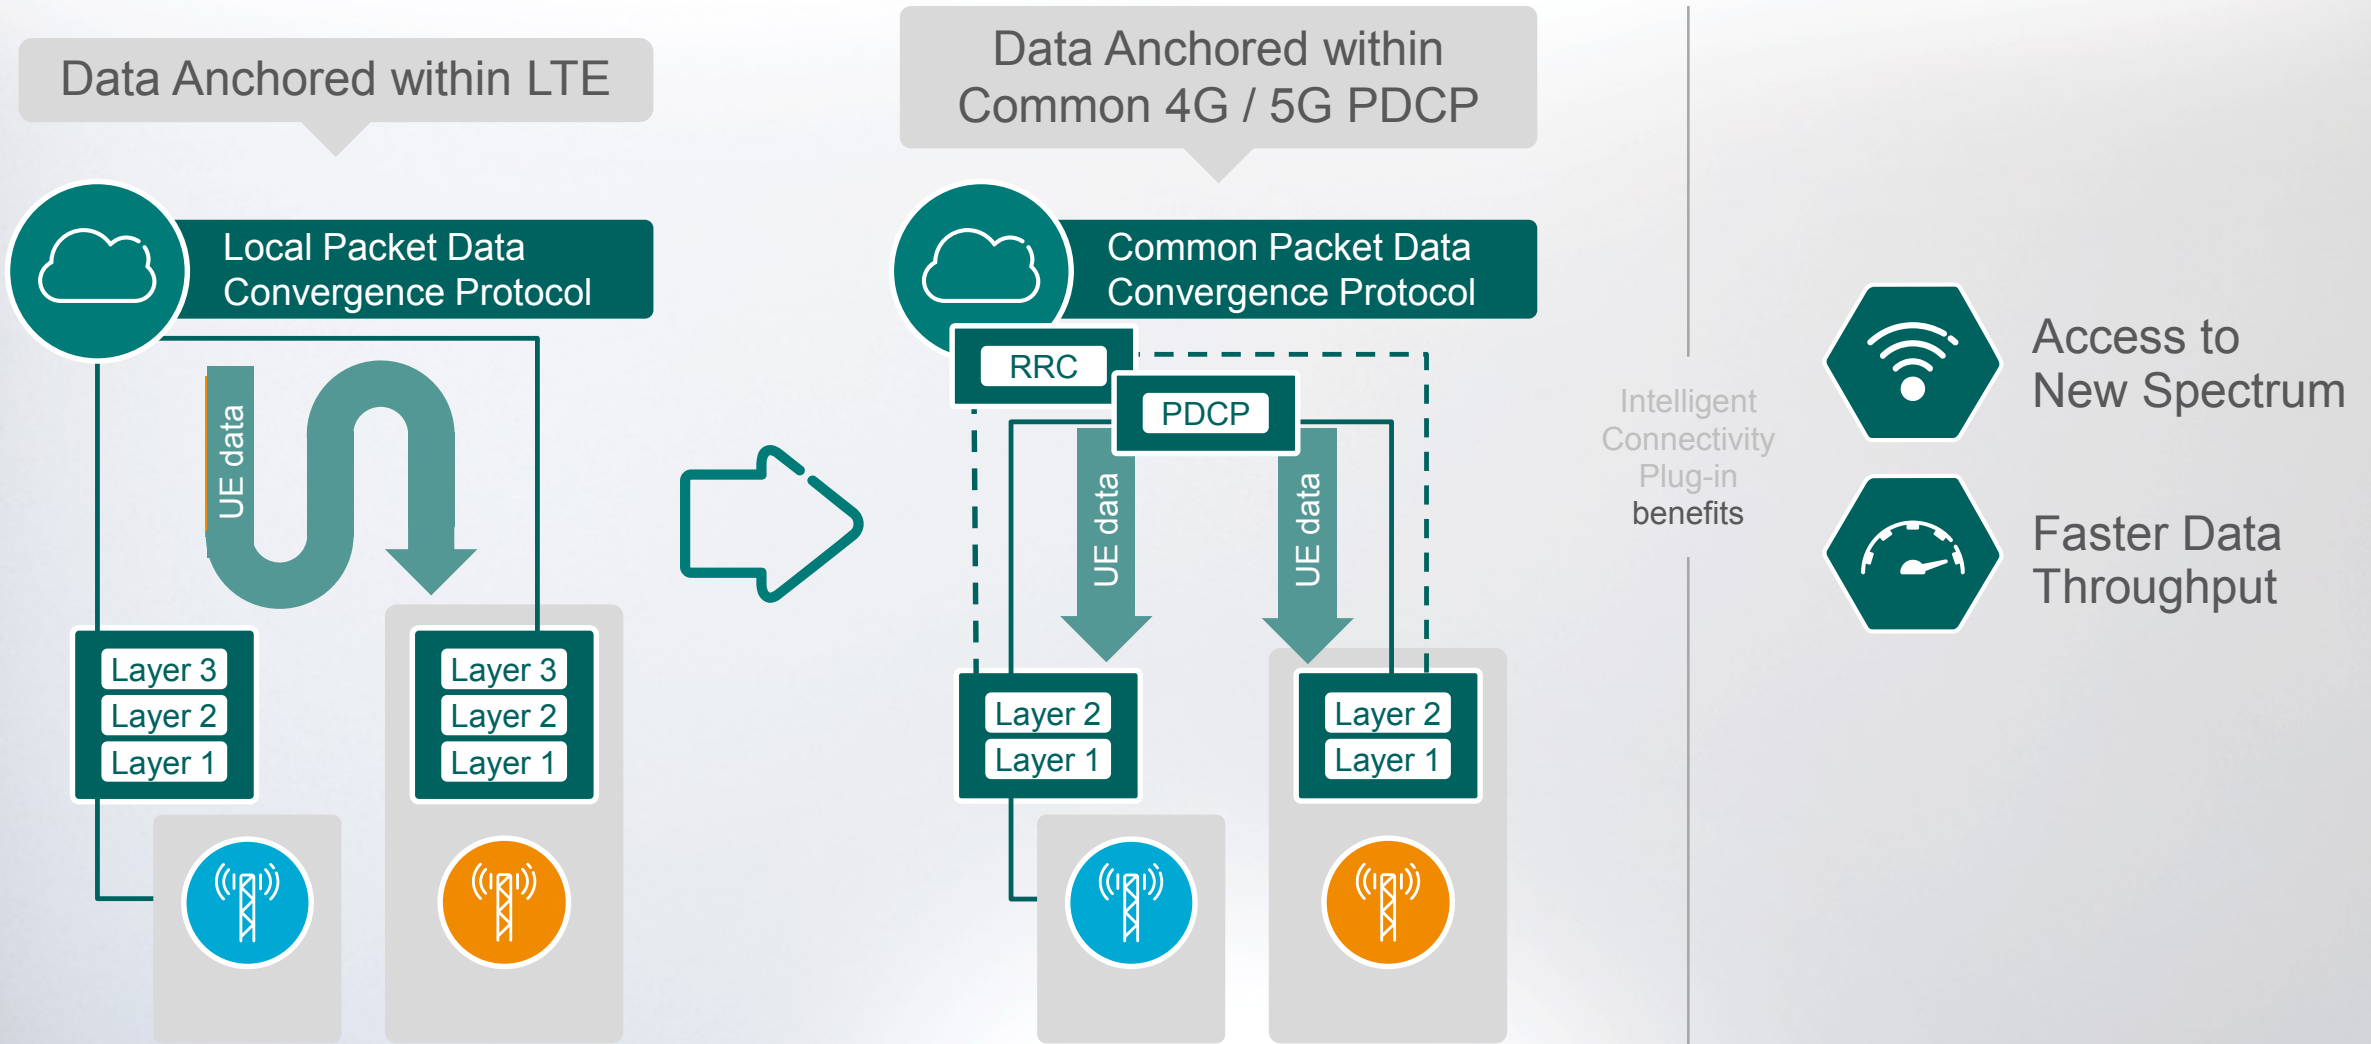 Data Anchored within LTE
Local Packet Data
Convergence Protocol
UE data
Layer 3
Layer 2
Layer 1
Layer 3
Layer 2
Layer 1
Data Anchored within
Common 4G / 5G PDCP
Common Packet Data
Convergence Protocol
RRC
PDCP
UE data
UE data
Layer 2
Layer 1
Layer 2
Layer 1
Intelligent
Connectivity
Plug-in
benefits
Access to
New Spectrum
Faster Data
Throughput